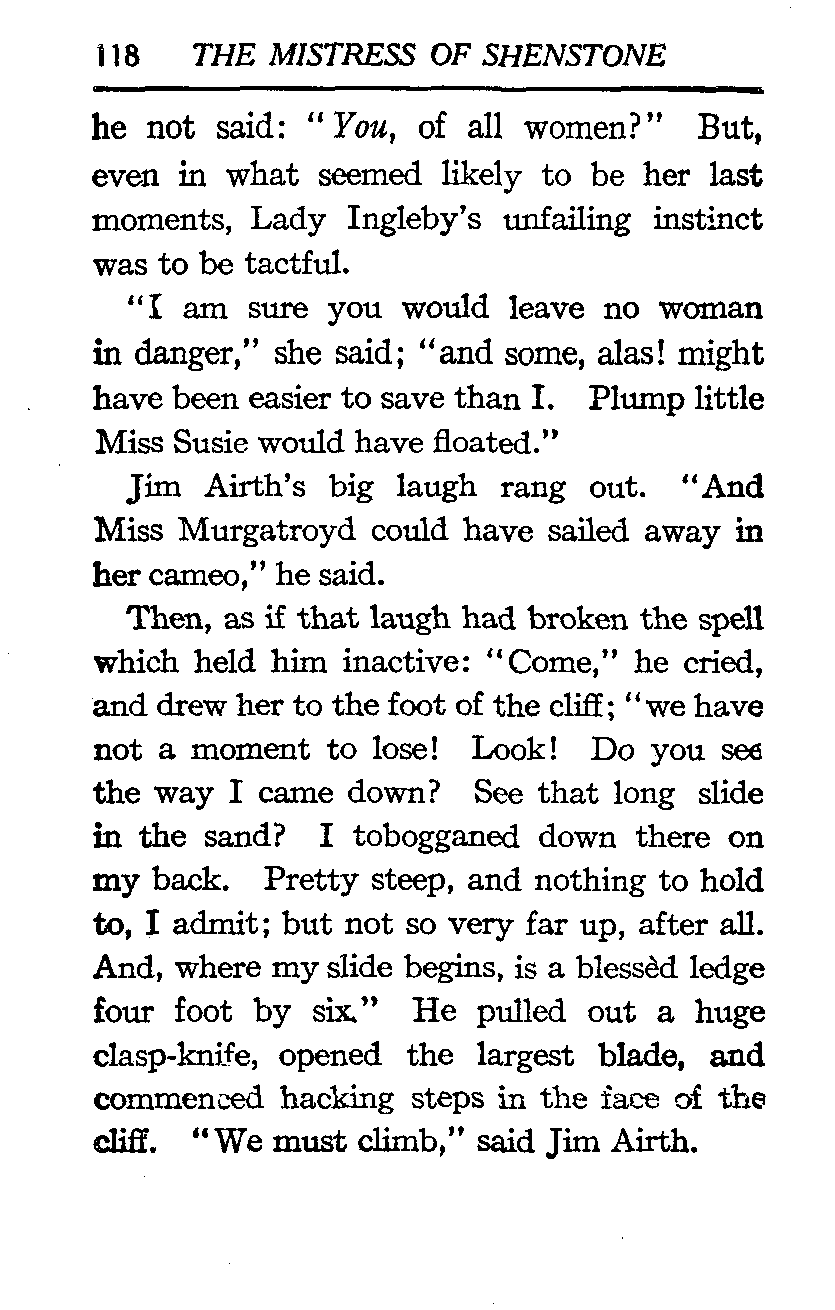 118 THE MISTRESS OF SHENSTONE
he not said: "You, of all women?" But,
even in what seemed likely to be her last
moments, Lady Ingleby's unfailing instinct
was to be tactful.
"I am sure you would leave no woman
in danger," she said; "and some, alas! might
have been easier to save than I. Plump little
Miss Susie would have floated."
Jim Airth's big laugh rang out. "And
Miss Murgatroyd could have sailed away in
her cameo," he said.
Then, as if that laugh had broken the spell
which held him inactive: "Come," he cried,
and drew her to the foot of the cliff; "we have
not a moment to lose! Look! Do you see
the way I came down? See that long slide
in the sand? I tobogganed down there on
my back. Pretty steep, and nothing to hold
to, I admit; but not so very far up, after all.
And, where my slide begins, is a blessèd ledge
four foot by six." He pulled out a huge
clasp-knife, opened the largest blade, and
commenced hacking steps in the face of the
cliff. "We must climb," said Jim Airth.